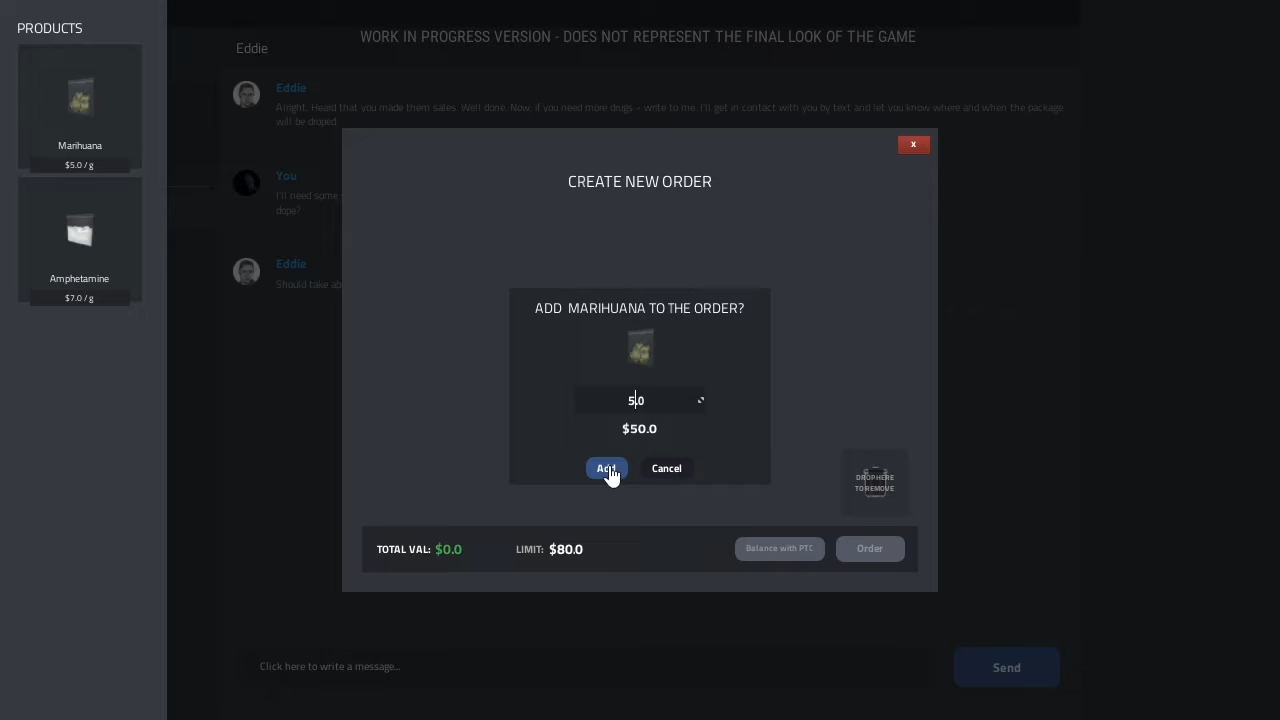 PRODUCTS
Marihuana
$5.0 / g
Amphetamine
$7.0 / g
WORK IN PROGRESS VERSION - DOES NOT REPRESENT THE FINAL LOOK OF THE GAME
Eddie
Eddie
Alright. Heard that you made them sales. Well done. Now, if you need more drugs - write to me. I'll get in contact with you by text and let you know where and when the package
will be droped.
You
I'll need some
dope?
Eddie
Should take ab
x
CREATE NEW ORDER
ADD MARIHUANA TO THE ORDER?
5.0
$50.0
Add
Cancel
DROP HERE
TO REMOVE
TOTAL VAL: $0.0
LIMIT: $80.0
Balance with PTC
Order
Click here to write a message...
Send